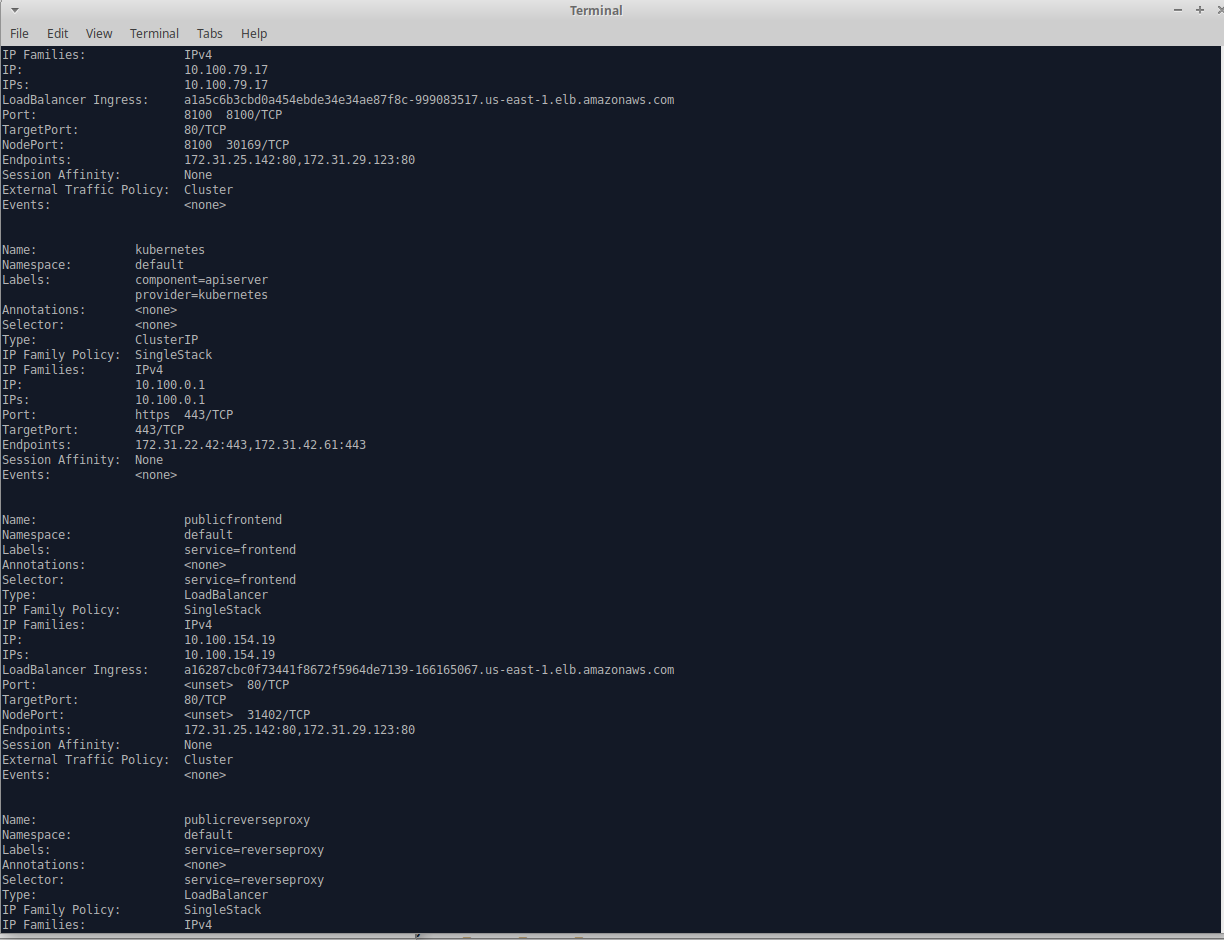 Terminal
File Edit View Terminal Tabs Help
IP Families:              IPv4
IP:                       10.100.79.17
IPs:                      10.100.79.17
LoadBalancer Ingress:     a1a5c6b3cbd0a454ebde34e34ae87f8c-999083517.us-east-1.elb.amazonaws.com
Port:                     8100  8100/TCP
TargetPort:               80/TCP
NodePort:                 8100  30169/TCP
Endpoints:                172.31.25.142:80,172.31.29.123:80
Session Affinity:         None
External Traffic Policy:  Cluster
Events:                   <none>
Name:              kubernetes
Namespace:         default
Labels:            component=apiserver
                   provider=kubernetes
Annotations:       <none>
Selector:          <none>
Type:              ClusterIP
IP Family Policy:  SingleStack
IP Families:       IPv4
IP:                10.100.0.1
IPs:               10.100.0.1
Port:              https  443/TCP
TargetPort:        443/TCP
Endpoints:         172.31.22.42:443,172.31.42.61:443
Session Affinity:  None
Events:            <none>
Name:                     publicfrontend
Namespace:                default
Labels:                   service=frontend
Annotations:              <none>
Selector:                 service=frontend
Type:                     LoadBalancer
IP Family Policy:         SingleStack
IP Families:              IPv4
IP:                       10.100.154.19
IPs:                      10.100.154.19
LoadBalancer Ingress:     a16287cbc0f73441f8672f5964de7139-166165067.us-east-1.elb.amazonaws.com
Port:                     <unset>  80/TCP
TargetPort:               80/TCP
NodePort:                 <unset>  31402/TCP
Endpoints:                172.31.25.142:80,172.31.29.123:80
Session Affinity:         None
External Traffic Policy:  Cluster
Events:                   <none>
Name:                     publicreverseproxy
Namespace:                default
Labels:                   service=reverseproxy
Annotations:              <none>
Selector:                 service=reverseproxy
Type:                     LoadBalancer
IP Family Policy:         SingleStack
IP Families:              IPv4